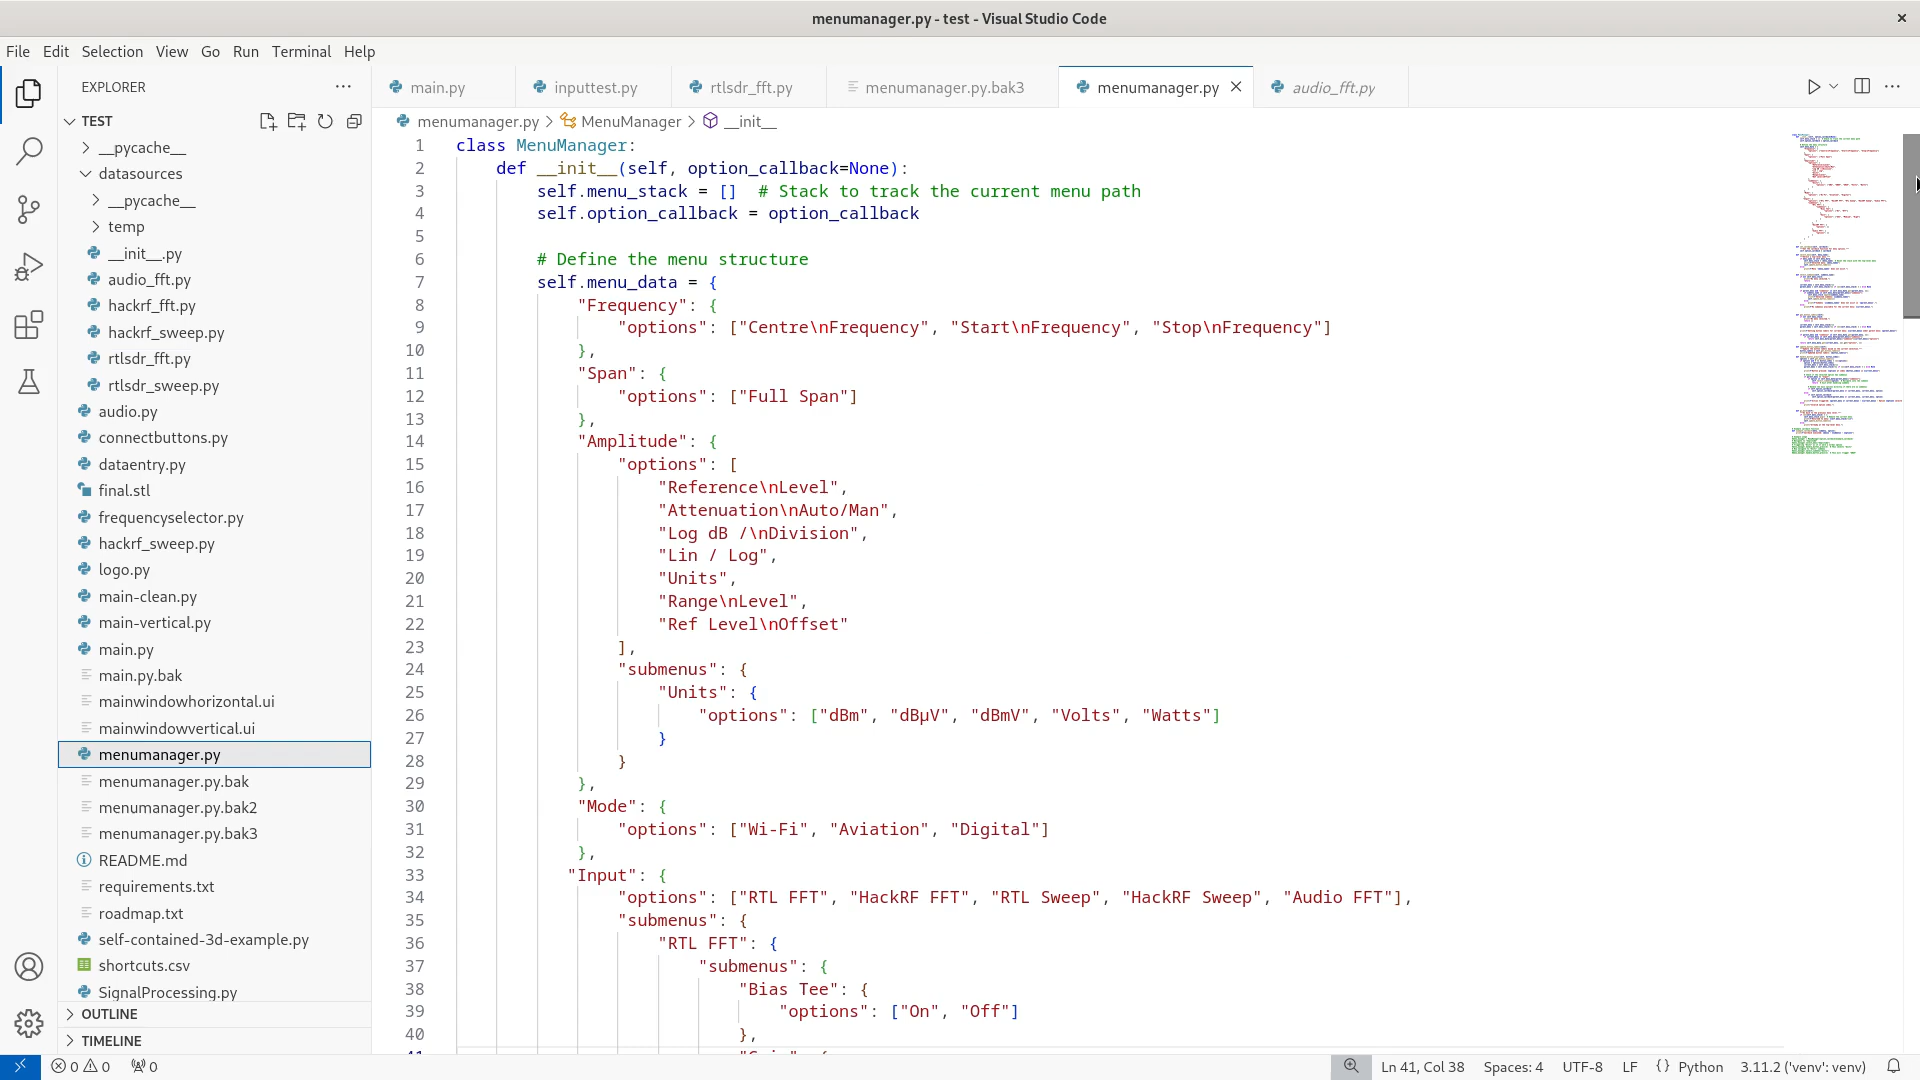 menumanager.py - test - Visual Studio Code
File Edit Selection View Go Run Terminal Help
EXPLORER
main.py
inputtest.py
rtlsdr_fft.py
menumanager.py.bak3
menumanager.py
audio_fft.py
TEST
__pycache__
datasources
__pycache__
temp
__init__.py
audio_fft.py
hackrf_fft.py
hackrf_sweep.py
rtlsdr_fft.py
rtlsdr_sweep.py
audio.py
connectbuttons.py
dataentry.py
final.stl
frequencyselector.py
hackrf_sweep.py
logo.py
main-clean.py
main-vertical.py
main.py
main.py.bak
mainwindowhorizontal.ui
mainwindowvertical.ui
menumanager.py
menumanager.py.bak
menumanager.py.bak2
menumanager.py.bak3
README.md
requirements.txt
roadmap.txt
self-contained-3d-example.py
shortcuts.csv
SignalProcessing.py
OUTLINE
TIMELINE
menumanager.py > MenuManager > __init__
1 class MenuManager:
2     def __init__(self, option_callback=None):
3         self.menu_stack = []  # Stack to track the current menu path
4         self.option_callback = option_callback
5
6         # Define the menu structure
7         self.menu_data = {
8             "Frequency": {
9                 "options": ["Centre\nFrequency", "Start\nFrequency", "Stop\nFrequency"]
10             },
11             "Span": {
12                 "options": ["Full Span"]
13             },
14             "Amplitude": {
15                 "options": [
16                     "Reference\nLevel",
17                     "Attenuation\nAuto/Man",
18                     "Log dB /\nDivision",
19                     "Lin / Log",
20                     "Units",
21                     "Range\nLevel",
22                     "Ref Level\nOffset"
23                 ],
24                 "submenus": {
25                     "Units": {
26                         "options": ["dBm", "dBµV", "dBmV", "Volts", "Watts"]
27                     }
28                 }
29             },
30             "Mode": {
31                 "options": ["Wi-Fi", "Aviation", "Digital"]
32             },
33            "Input": {
34                 "options": ["RTL FFT", "HackRF FFT", "RTL Sweep", "HackRF Sweep", "Audio FFT"],
35                 "submenus": {
36                     "RTL FFT": {
37                         "submenus": {
38                             "Bias Tee": {
39                                 "options": ["On", "Off"]
40                             },
0 0 0 Ln 41, Col 38 Spaces: 4 UTF-8 LF {} Python 3.11.2 ('venv': venv)